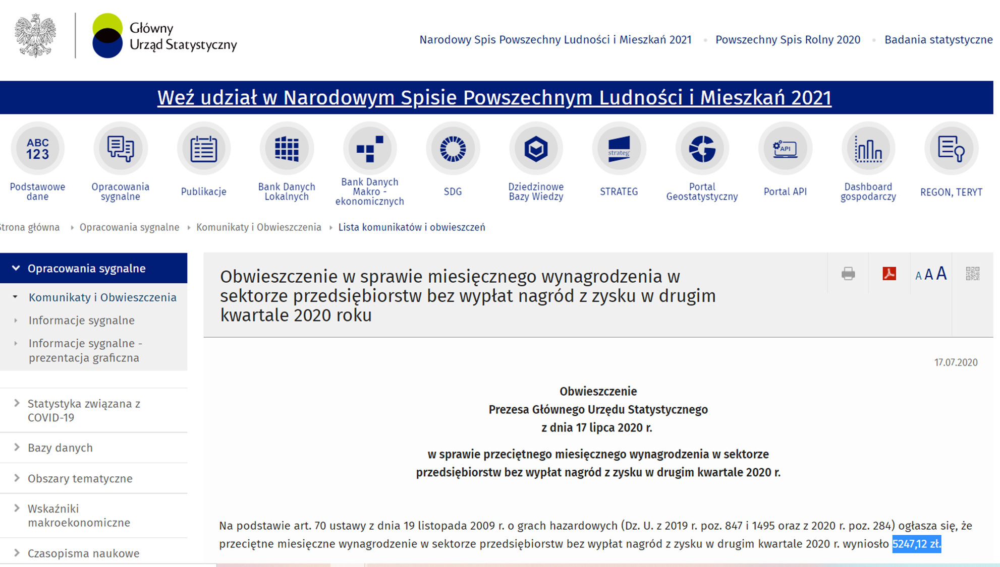 Główny
Urząd Statystyczny
Narodowy Spis Powszechny Ludności i Mieszkań 2021
Powszechny Spis Rolny 2020
Badania statystyczne
Weź udział w Narodowym Spisie Powszechnym Ludności i Mieszkań 2021
ABC
123
strateg
API
Podstawowe
dane
Opracowania
sygnalne
Publikacje
Bank Danych
Lokalnych
Bank Danych
Makro -
ekonomicznych
SDG
Dziedzinowe
Bazy Wiedzy
STRATEG
Portal
Geostatystyczny
Portal API
Dashboard
gospodarczy
REGON, TERYT
Strona główna
Opracowania sygnalne
Komunikaty i Obwieszczenia
Lista komunikatów i obwieszczeń
Opracowania sygnalne
Komunikaty i Obwieszczenia
Informacje sygnalne
Informacje sygnalne -
prezentacja graficzna
Statystyka związana z
COVID-19
Bazy danych
Obszary tematyczne
Wskaźniki
makroekonomiczne
Czasopisma naukowe
Obwieszczenie w sprawie miesięcznego wynagrodzenia w
sektorze przedsiębiorstw bez wypłat nagród z zysku w drugim
kwartale 2020 roku
A A A
17.07.2020
Obwieszczenie
Prezesa Głównego Urzędu Statystycznego
z dnia 17 lipca 2020 r.
w sprawie przeciętnego miesięcznego wynagrodzenia w sektorze
przedsiębiorstw bez wypłat nagród z zysku w drugim kwartale 2020 r.
Na podstawie art. 70 ustawy z dnia 19 listopada 2009 r. o grach hazardowych (Dz. U. z 2019 r. poz. 847 i 1495 oraz z 2020 r. poz. 284) ogłasza się, że
przeciętne miesięczne wynagrodzenie w sektorze przedsiębiorstw bez wypłat nagród z zysku w drugim kwartale 2020 r. wyniosło 5247,12 zł.